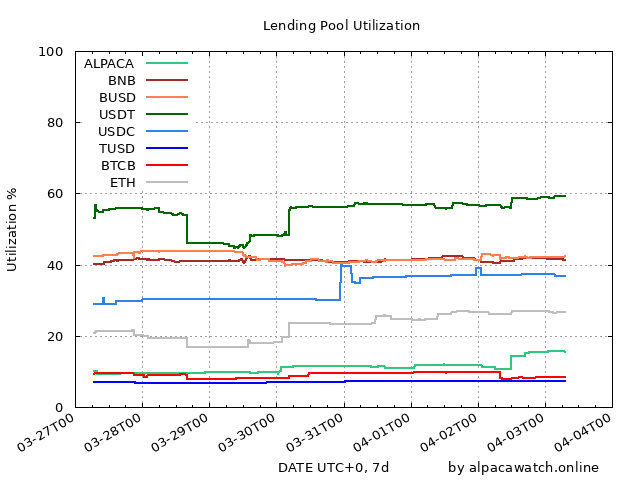 Lending Pool Utilization
Utilization %
100
80
60
40
20
0
ALPACA
BNB
BUSD
USDT
USDC
TUSD
BTCB
ETH
03-27T00
03-28T00
03-29T00
03-30T00
03-31T00
04-01T00
04-02T00
04-03T00
04-04T00
DATE UTC+0, 7d
by alpacawatch.online